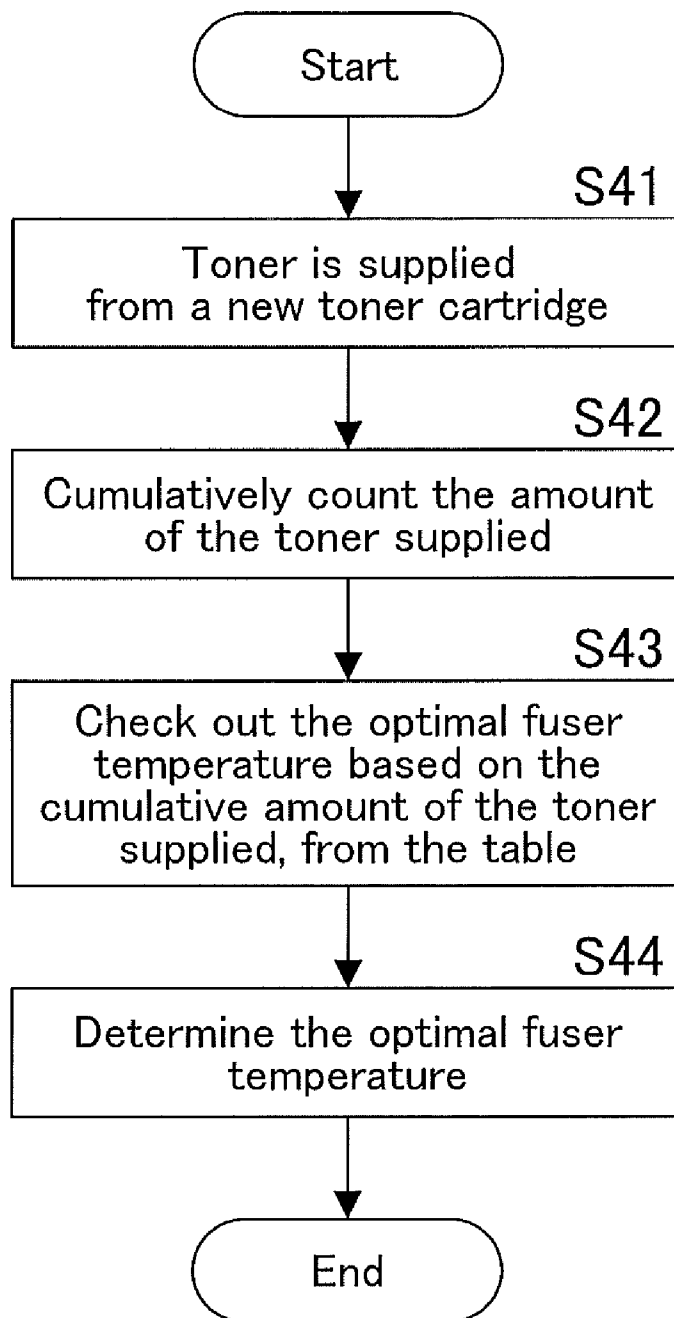 Start
S41
Toner is supplied
from a new toner cartridge
S42
Cumulatively count the amount
of the toner supplied
S43
Check out the optimal fuser
temperature based on the
cumulative amount of the toner
supplied, from the table
S44
Determine the optimal fuser
temperature
End